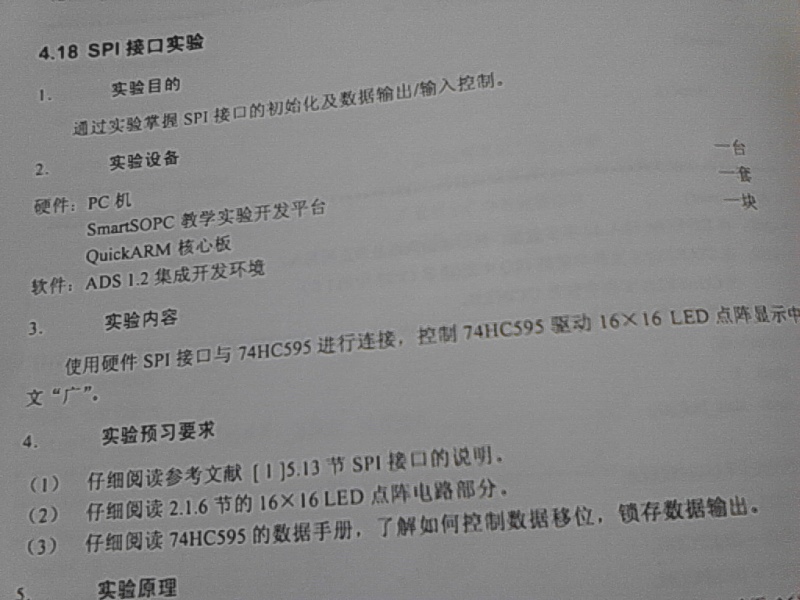 4.18 SPI 接口实验
1. 实验目的
通过实验掌握 SPI 接口的初始化及数据输出/输入控制。
2. 实验设备
硬件：PC 机 一台
SmartSOPC 教学实验开发平台 一套
QuickARM 核心板 一块
软件：ADS 1.2 集成开发环境
3. 实验内容
使用硬件 SPI 接口与 74HC595 进行连接，控制 74HC595 驱动 16×16 LED 点阵显示中
文“广”。
4. 实验预习要求
(1) 仔细阅读参考文献 [1]5.13 节 SPI 接口的说明。
(2) 仔细阅读 2.1.6 节的 16×16 LED 点阵电路部分。
(3) 仔细阅读 74HC595 的数据手册，了解如何控制数据移位，锁存数据输出。
5. 实验原理